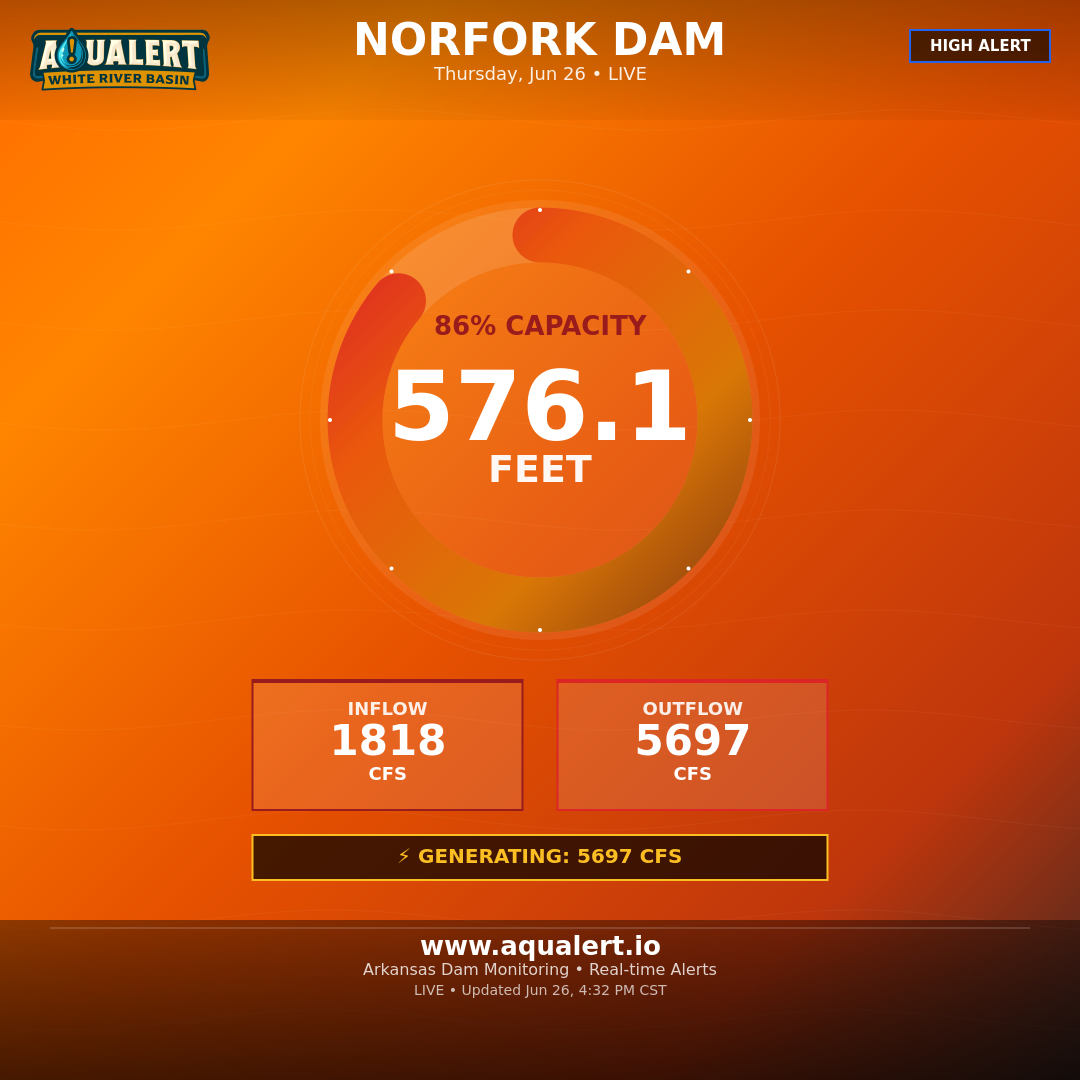 AQUALERT
WHITE RIVER BASIN
NORFORK DAM
Thursday, Jun 26 • LIVE
HIGH ALERT
86% CAPACITY
576.1
FEET
INFLOW
1818
CFS
OUTFLOW
5697
CFS
⚡ GENERATING: 5697 CFS
www.aqualert.io
Arkansas Dam Monitoring • Real-time Alerts
LIVE • Updated Jun 26, 4:32 PM CST